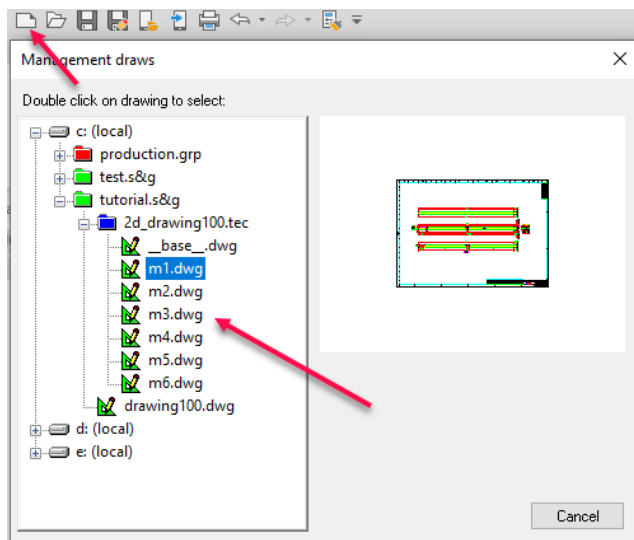 Management draws
Double click on drawing to select:
c: (local)
production.grp
test.s&g
tutorial.s&g
2d_drawing100.tec
__base__.dwg
m1.dwg
m2.dwg
m3.dwg
m4.dwg
m5.dwg
m6.dwg
drawing100.dwg
d: (local)
e: (local)
Cancel